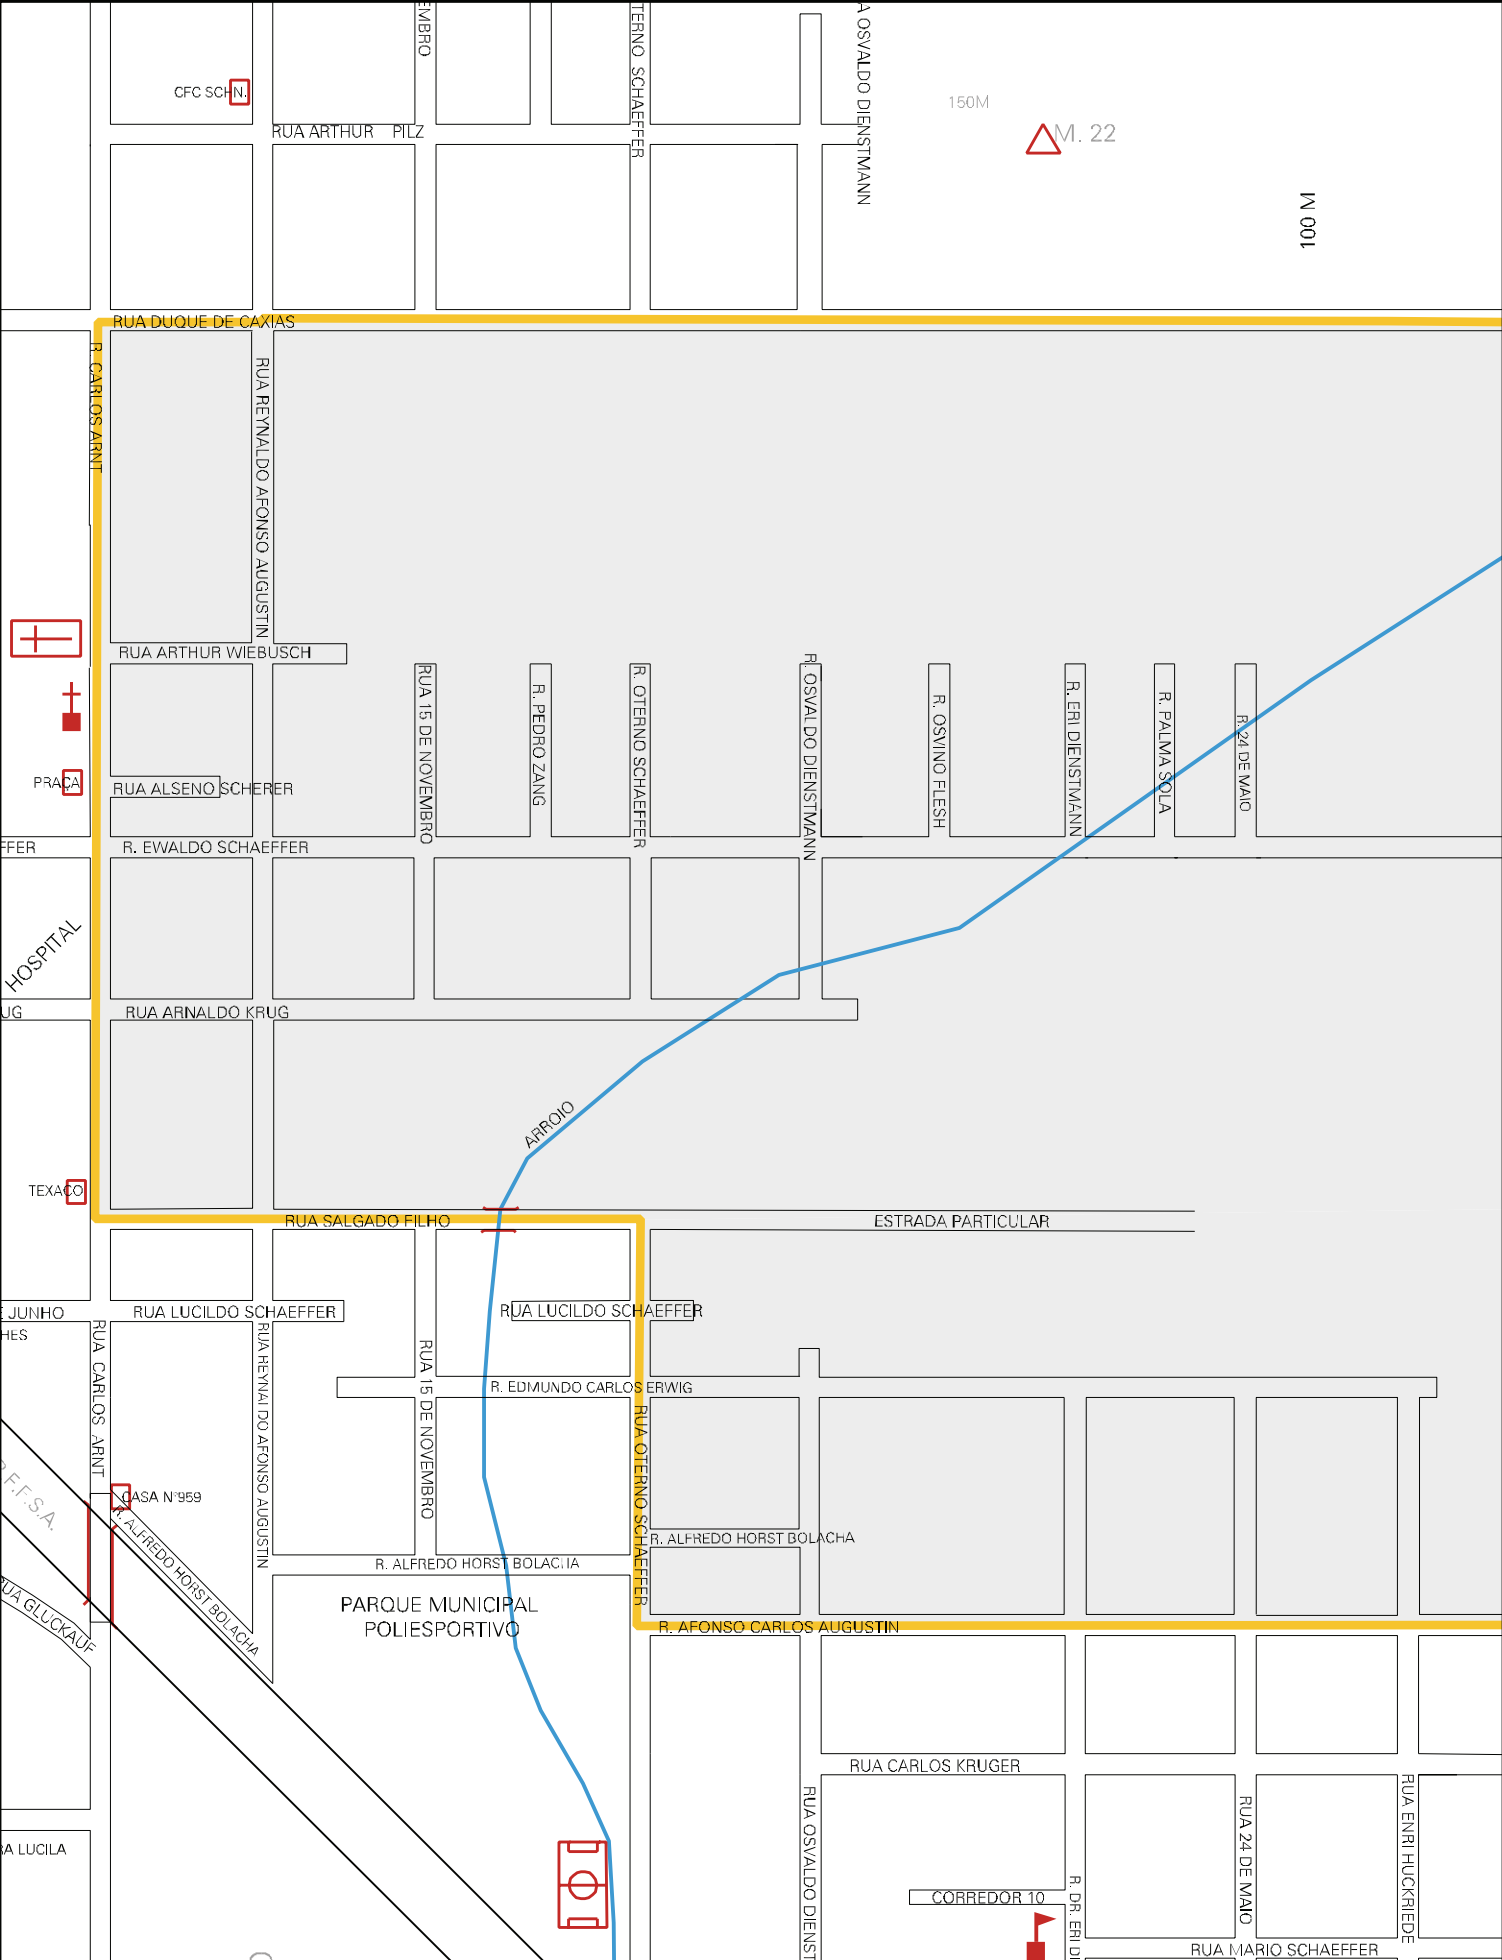 EMBRO
TERNO SCHAEFFER
A OSVALDO DIENSTMANN
CFC SCHN.
150M
RUA ARTHUR PILZ
M. 22
100 M
RUA DUQUE DE CAXIAS
R. CARLOS ARNT
RUA REYNALDO AFONSO AUGUSTIN
RUA ARTHUR WIEBUSCH
RUA 15 DE NOVEMBRO
R. PEDRO ZANG
R. OTERNO SCHAEFFER
R. OSVALDO DIENSTMANN
R. OSVINO FLESH
R. ERI DIENSTMANN
R. PALMA SOLA
R. 24 DE MAIO
PRAÇA
RUA ALSENO SCHERER
FFER
R. EWALDO SCHAEFFER
HOSPITAL
UG
RUA ARNALDO KRUG
ARROIO
TEXACO
RUA SALGADO FILHO
ESTRADA PARTICULAR
E JUNHO
RUA LUCILDO SCHAEFFER
RUA LUCILDO SCHAEFFER
HES
RUA CARLOS ARNT
RUA REYNALDO AFONSO AUGUSTIN
RUA 15 DE NOVEMBRO
R. EDMUNDO CARLOS ERWIG
RUA OTERNO SCHAEFFER
R.F.F.S.A.
CASA N°959
R. ALFREDO HORST BOLACHA
R. ALFREDO HORST BOLACHA
R. ALFREDO HORST BOLACHA
RUA GLUCKAUF
PARQUE MUNICIPAL
POLIESPORTIVO
R. AFONSO CARLOS AUGUSTIN
RUA CARLOS KRUGER
RUA OSVALDO DIENST
RUA 24 DE MAIO
RUA ENRI HUCKRIEDE
RA LUCILA
R. DR. ERI DI
CORREDOR 10
RUA MARIO SCHAEFFER
O